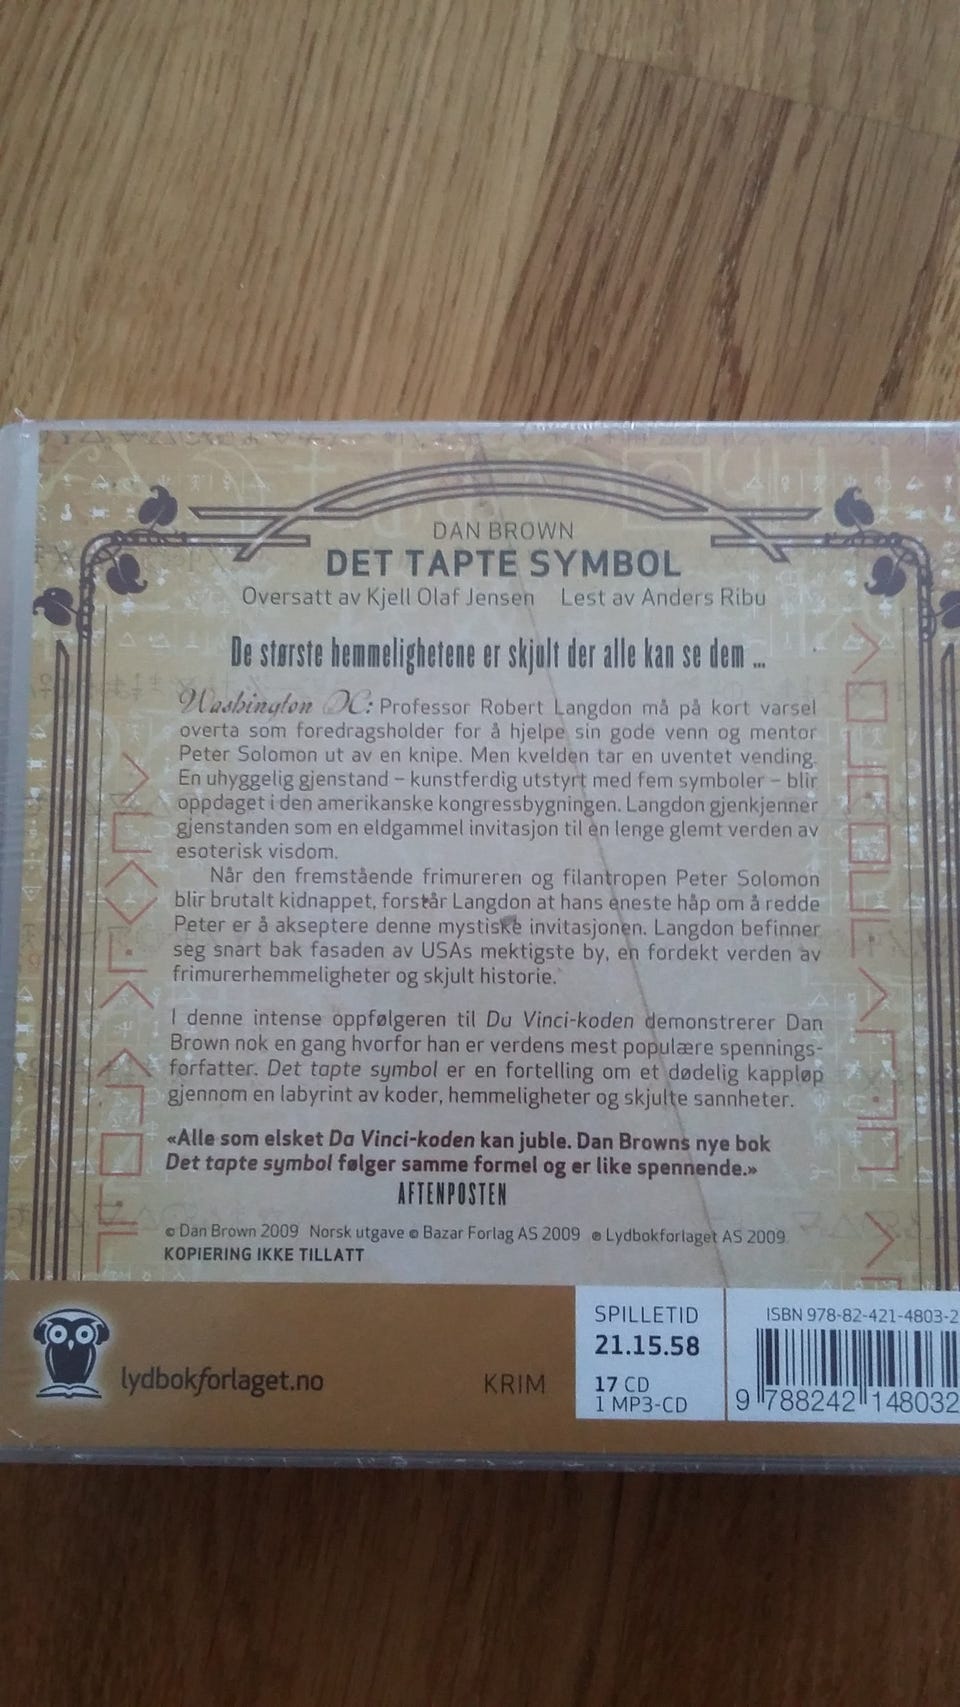 DAN BROWN
DET TAPTE SYMBOL
Oversatt av Kjell Olaf Jensen Lest av Anders Ribu
De største hemmelighetene er skjult der alle kan se dem ...
Washington DC: Professor Robert Langdon må på kort varsel
overta som foredragsholder for å hjelpe sin gode venn og mentor
Peter Solomon ut av en knipe. Men kvelden tar en uventet vending.
En uhyggelig gjenstand – kunstferdig utstyrt med fem symboler – blir
oppdaget i den amerikanske kongressbygningen. Langdon gjenkjenner
gjenstanden som en eldgammel invitasjon til en lenge glemt verden av
esoterisk visdom.
Når den fremstående frimureren og filantropen Peter Solomon
blir brutalt kidnappet, forstår Langdon at hans eneste håp om å redde
Peter er å akseptere denne mystiske invitasjonen. Langdon befinner
seg snart bak fasaden av USAs mektigste by, en fordekt verden av
frimurerhemmeligheter og skjult historie.
I denne intense oppfølgeren til Da Vinci-koden demonstrerer Dan
Brown nok en gang hvorfor han er verdens mest populære spennings-
forfatter. Det tapte symbol er en fortelling om et dødelig kappløp
gjennom en labyrint av koder, hemmeligheter og skjulte sannheter.
«Alle som elsket Da Vinci-koden kan juble. Dan Browns nye bok
Det tapte symbol følger samme formel og er like spennende.»
AFTENPOSTEN
© Dan Brown 2009 Norsk utgave © Bazar Forlag AS 2009 ℗ Lydbokforlaget AS 2009
KOPIERING IKKE TILLATT
lydbokforlaget.no
KRIM
SPILLETID
21.15.58
17 CD
1 MP3-CD
ISBN 978-82-421-4803-2
9 788242 148032